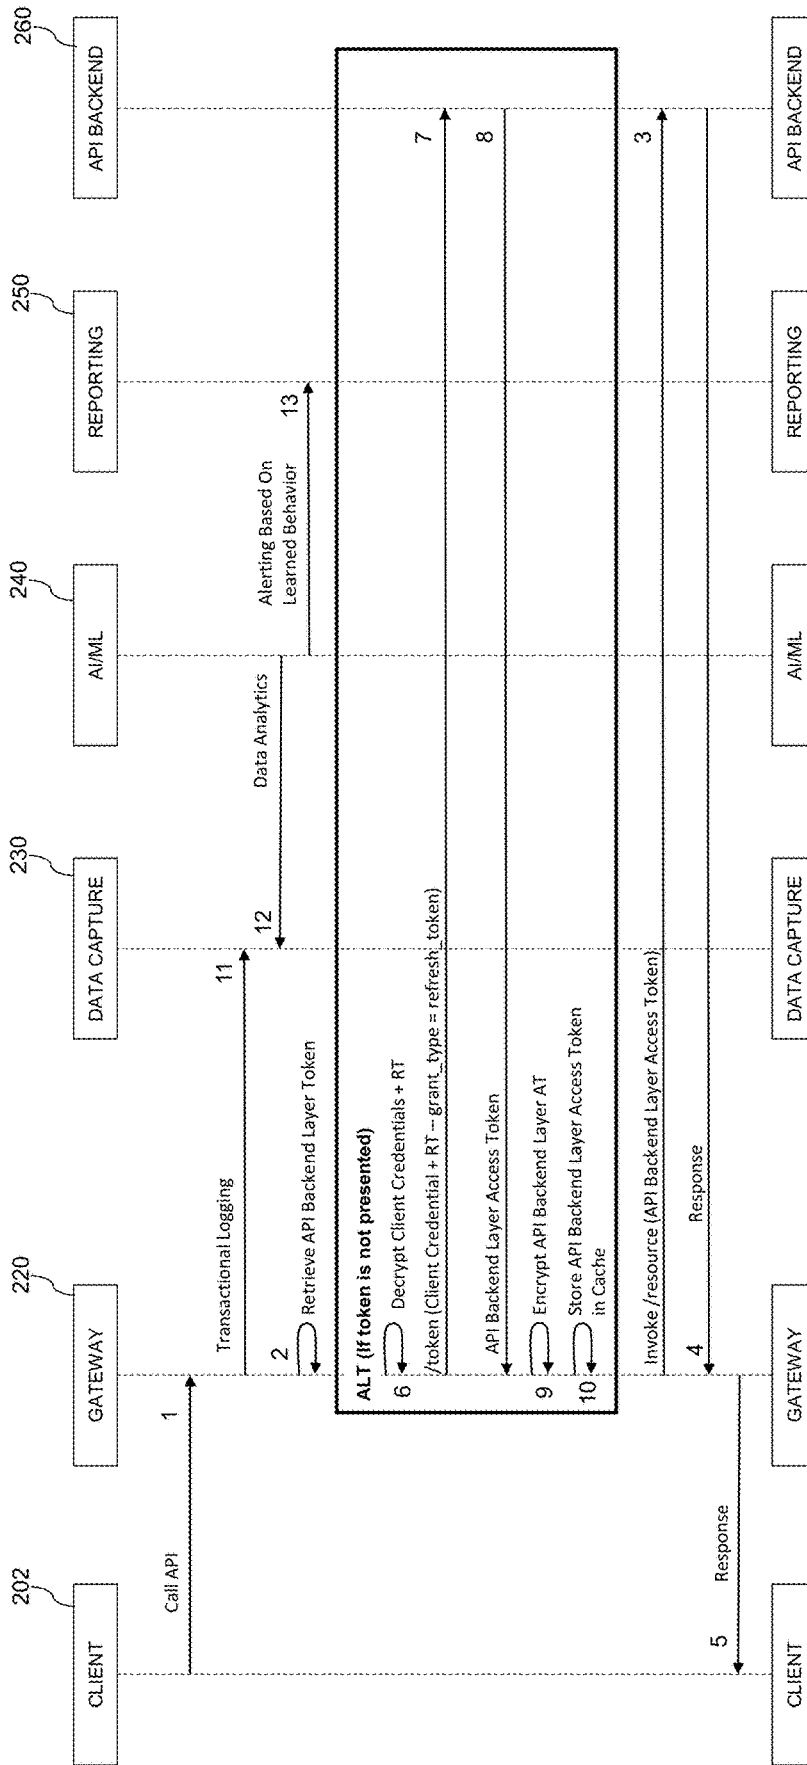 202
220
230
240
250
260
CLIENT
GATEWAY
DATA CAPTURE
AI/ML
REPORTING
API BACKEND
Call API
1
Transactional Logging
11
2
Retrieve API Backend Layer Token
12
Data Analytics
Alerting Based On
Learned Behavior
13
ALT (If token is not presented)
6
Decrypt Client Credentials + RT
/token (Client Credential + RT -- grant_type = refresh_token)
7
API Backend Layer Access Token
8
9
Encrypt API Backend Layer AT
10
Store API Backend Layer Access Token
in Cache
Invoke /resource (API Backend Layer Access Token)
3
4
Response
5
Response
CLIENT
GATEWAY
DATA CAPTURE
AI/ML
REPORTING
API BACKEND